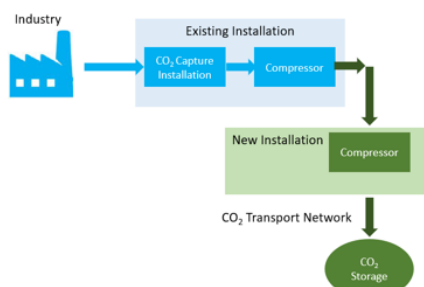 Industry
Existing Installation
CO₂ Capture
Installation
Compressor
New Installation
Compressor
CO₂ Transport Network
CO₂
Storage